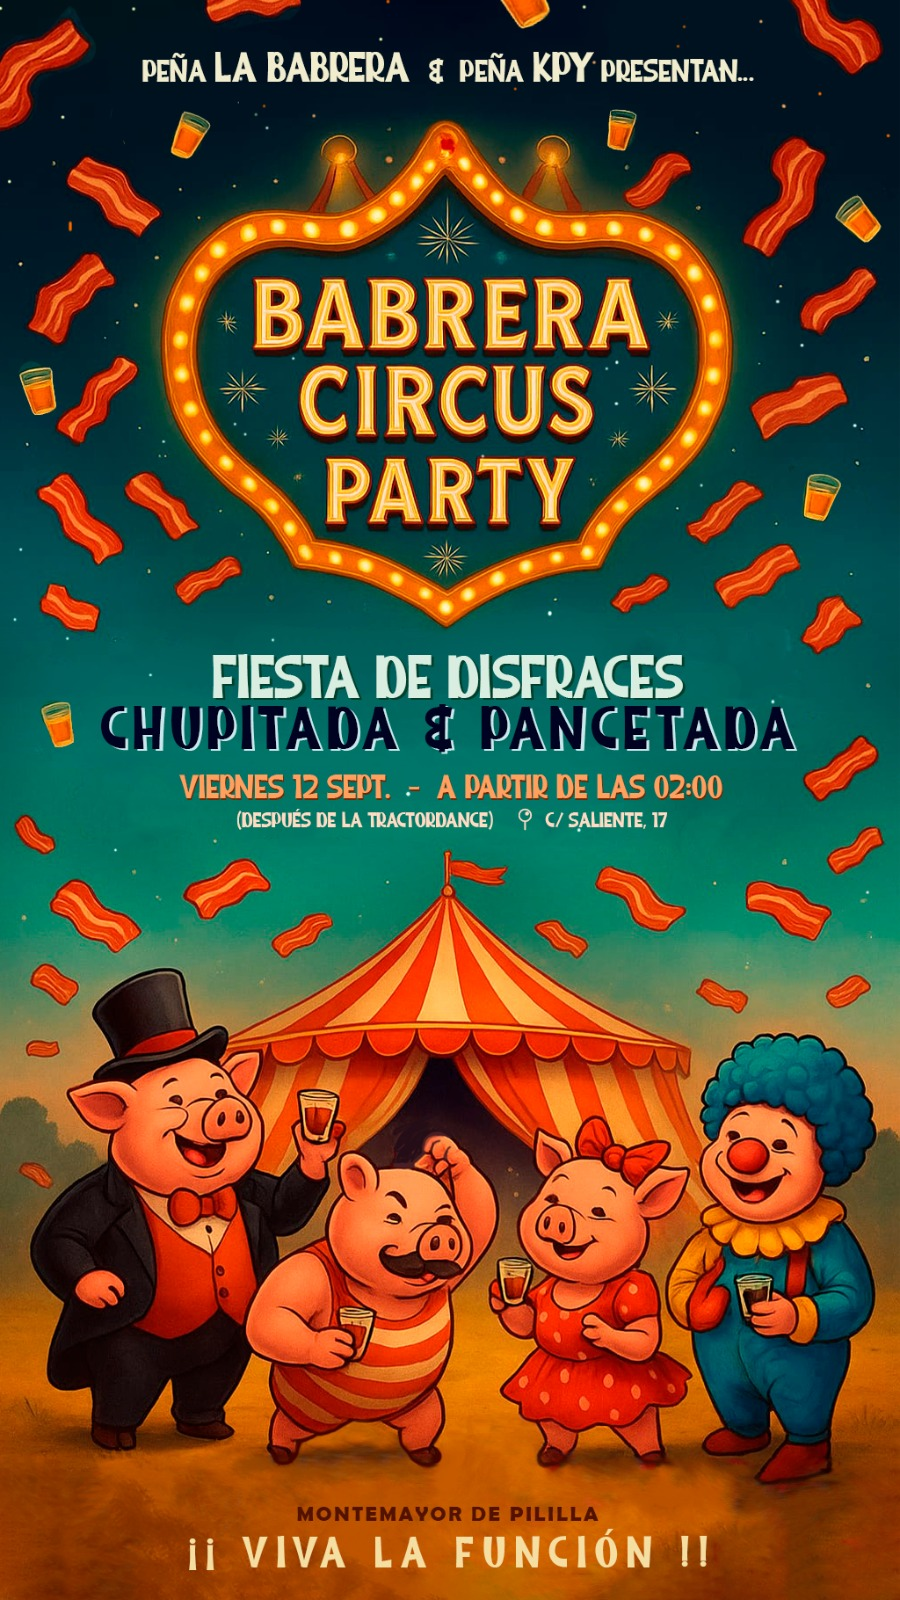 PEÑA LA BABRERA & PEÑA KPY PRESENTAN...
BABRERA
CIRCUS
PARTY
FIESTA DE DISFRACES
CHUPITADA & PANCETADA
VIERNES 12 SEPT. - A PARTIR DE LAS 02:00
(DESPUÉS DE LA TRACTORDANCE) C/ SALIENTE, 17
MONTEMAYOR DE PILILLA
¡¡ VIVA LA FUNCIÓN !!